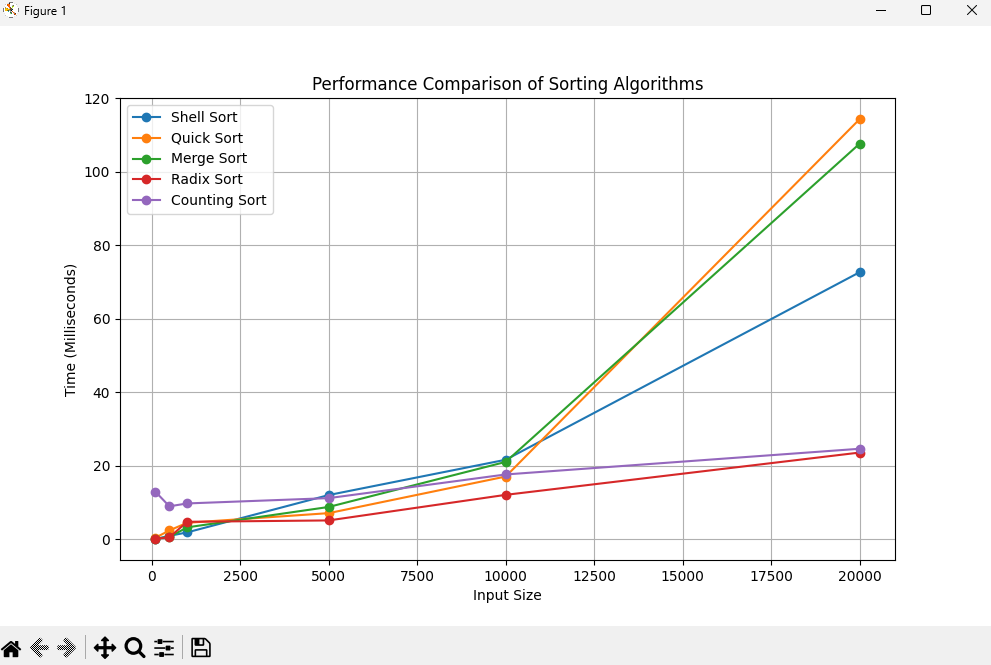 Figure 1
Performance Comparison of Sorting Algorithms
120
100
80
60
40
20
0
Time (Milliseconds)
Shell Sort
Quick Sort
Merge Sort
Radix Sort
Counting Sort
0 2500 5000 7500 10000 12500 15000 17500 20000
Input Size